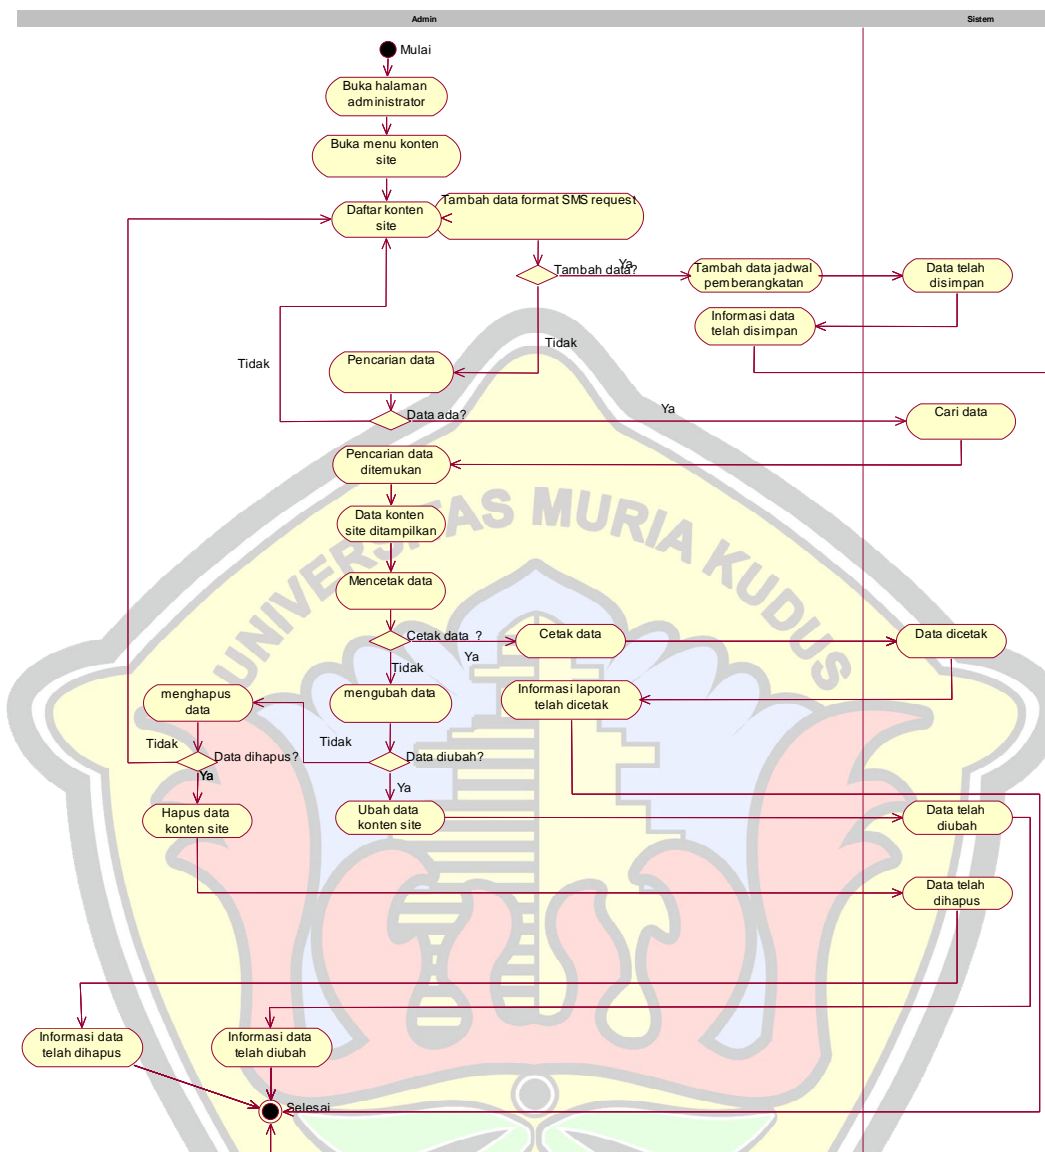 Admin
Sistem
Mulai
Buka halaman
administrator
Buka menu konten
site
Daftar konten
site
Tambah data format SMS request
Tambah data?
Ya
Tambah data jadwal
pemberangkatan
Data telah
disimpan
Informasi data
telah disimpan
Tidak
Tidak
Pencarian data
Data ada?
Ya
Cari data
Pencarian data
ditemukan
Data konten
site ditampilkan
Mencetak data
Cetak data ?
Ya
Cetak data
Data dicetak
Tidak
mengubah data
Informasi laporan
telah dicetak
menghapus
data
Tidak
Data dihapus?
Tidak
Data diubah?
Ya
Ya
Hapus data
konten site
Ubah data
konten site
Data telah
diubah
Data telah
dihapus
Informasi data
telah dihapus
Informasi data
telah diubah
Selesai
UNIVERSITAS MURIA KUDUS